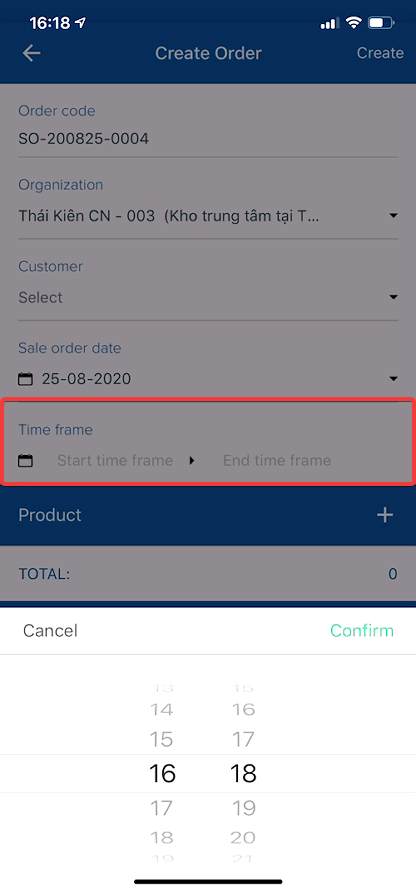 16:18
Create Order
Create
Order code
SO-200825-0004
Organization
Thái Kiên CN - 003 (Kho trung tâm tại T...
Customer
Select
Sale order date
25-08-2020
Time frame
Start time frame
End time frame
Product
+
TOTAL: 0
Cancel Confirm
13 15
14 16
15 17
16 18
17 19
18 20
19 21